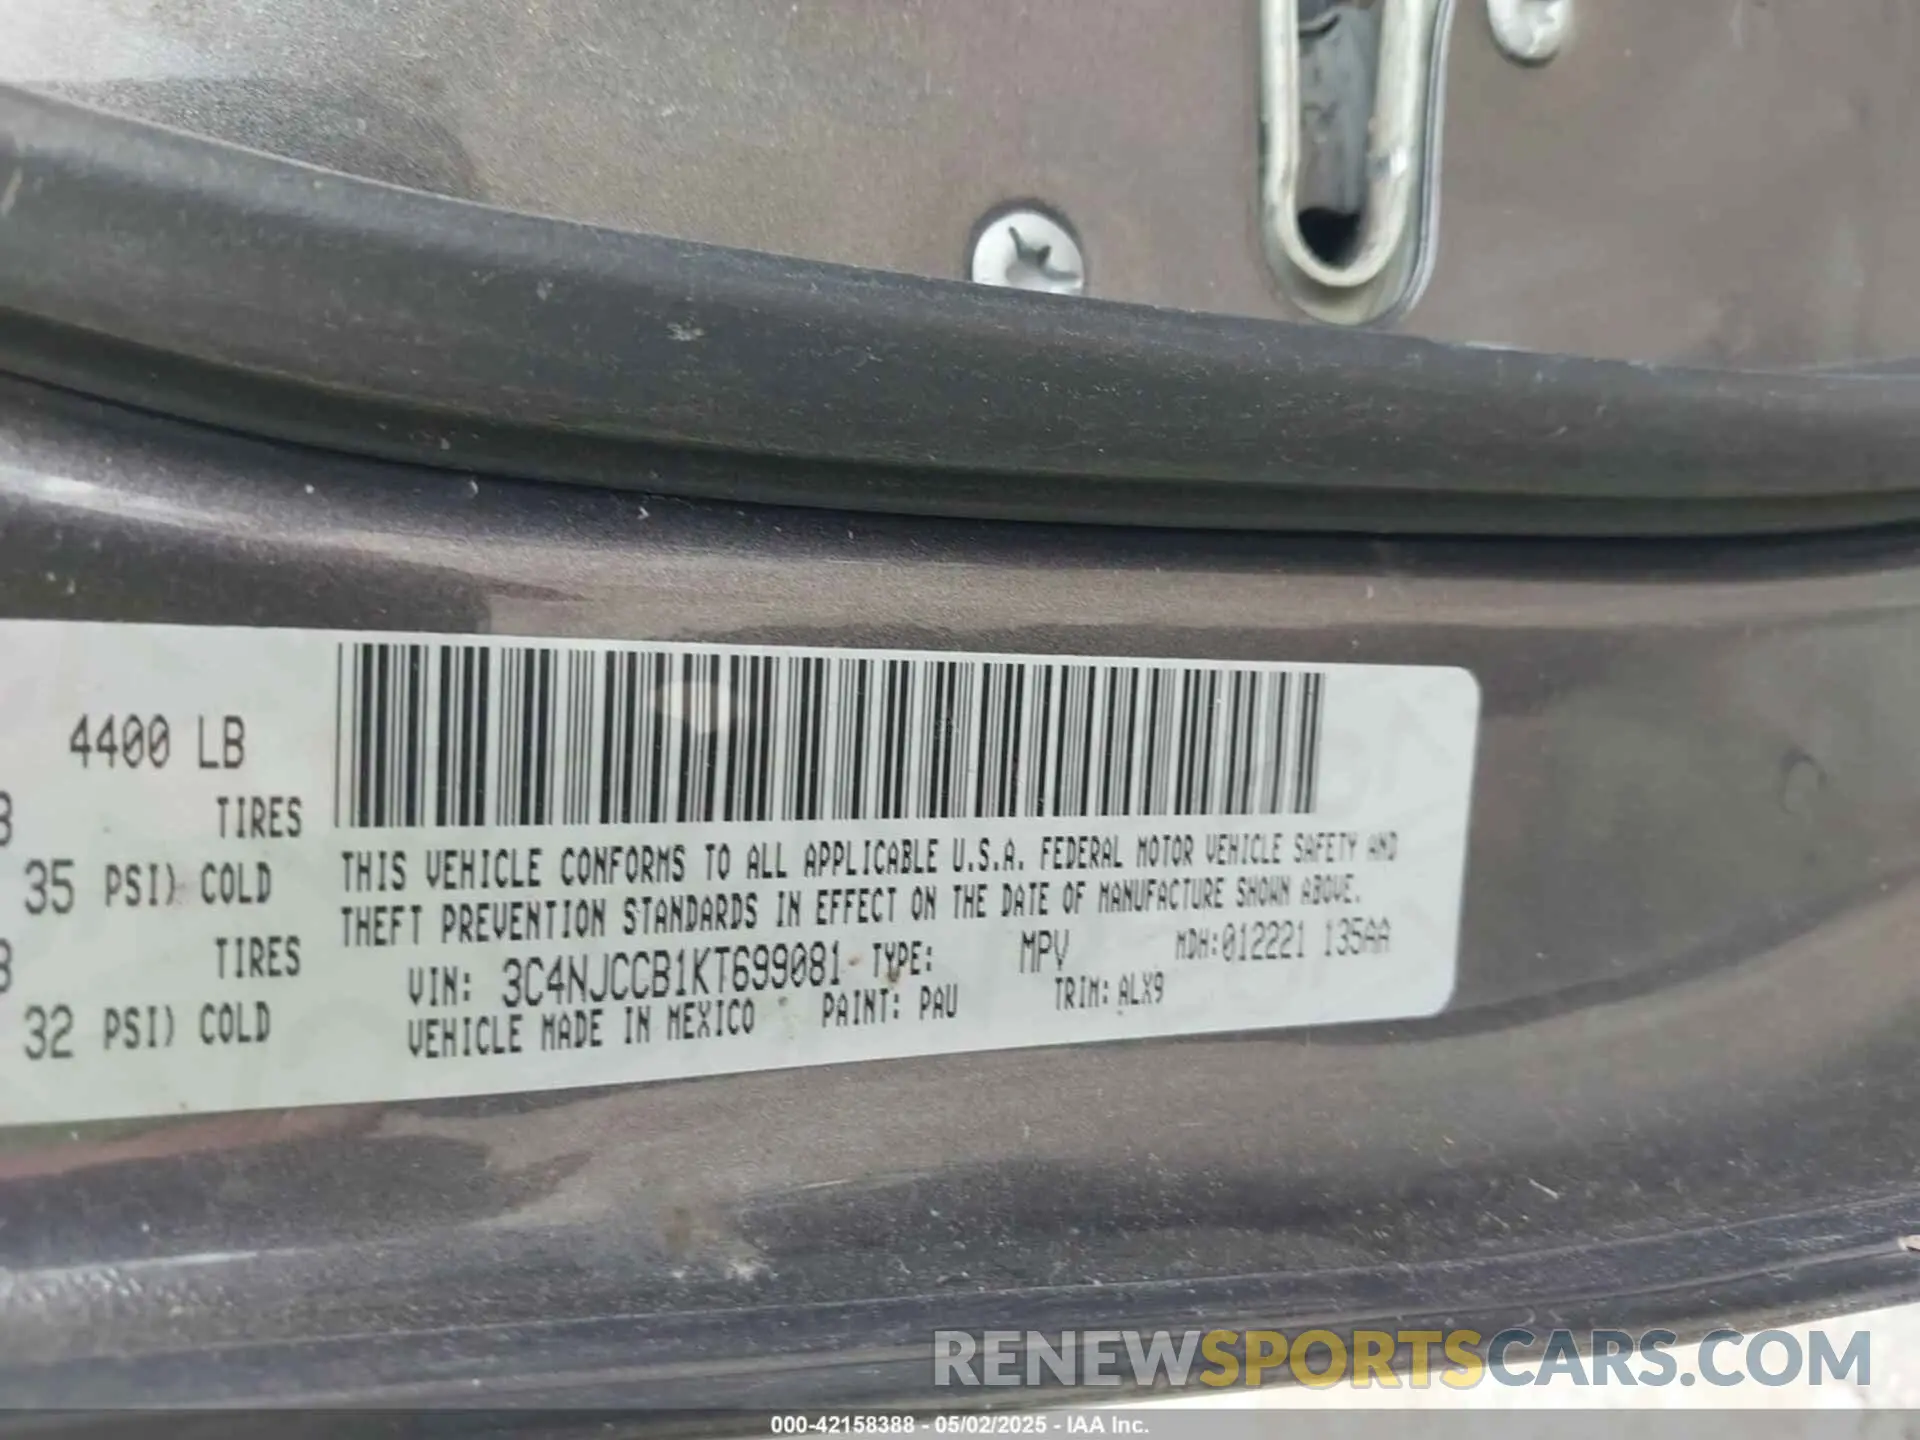 4400 LB
B TIRES
35 PSI) COLD
B TIRES
32 PSI) COLD
THIS VEHICLE CONFORMS TO ALL APPLICABLE U.S.A. FEDERAL MOTOR VEHICLE SAFETY AND
THEFT PREVENTION STANDARDS IN EFFECT ON THE DATE OF MANUFACTURE SHOWN ABOVE.
VIN: 3C4NJCCB1KT699081 TYPE: MPV MDH:012221 135AA
VEHICLE MADE IN MEXICO PAINT: PAU TRIM: ALX9
RENEWSPORTSCARS.COM
000-42158388 - 05/02/2025 - IAA Inc.